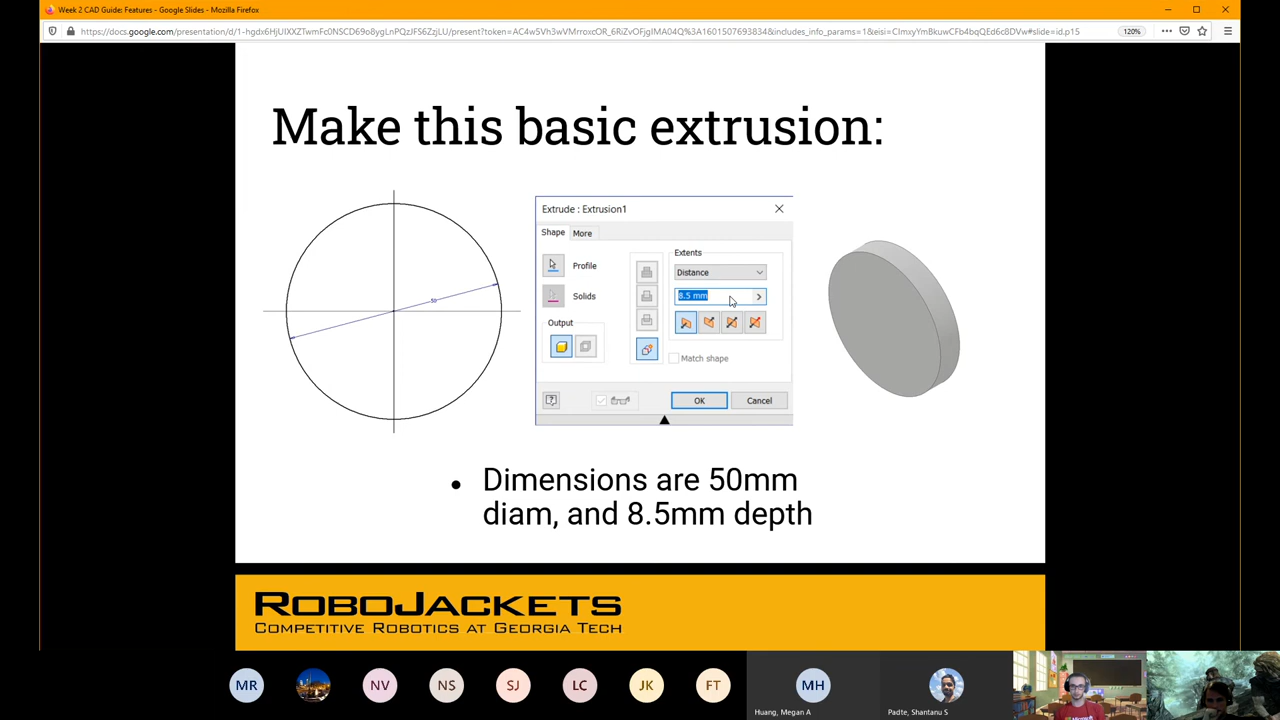 Week 2 CAD Guide: Features - Google Slides - Mozilla Firefox
120%
Make this basic extrusion:
50
Extrude : Extrusion1
Shape More
Profile
Solids
Output
Extents
Distance
8.5 mm
Match shape
OK Cancel
Dimensions are 50mm
diam, and 8.5mm depth
ROBOJACKETS
COMPETITIVE ROBOTICS AT GEORGIA TECH
MR NV NS SJ LC JK FT MH
Huang, Megan A Padte, Shantanu S